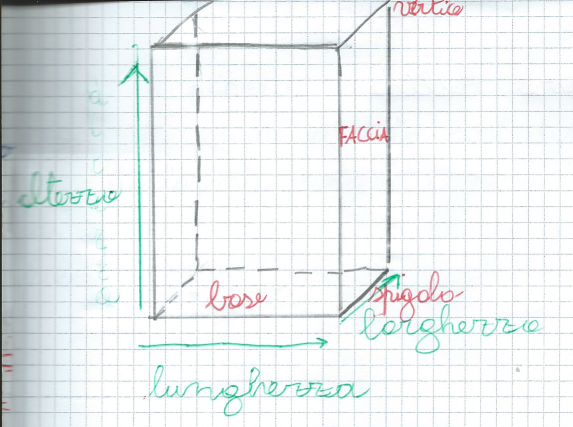 vertice
FACCIA
altezza
base
spigolo
larghezza
lunghezza